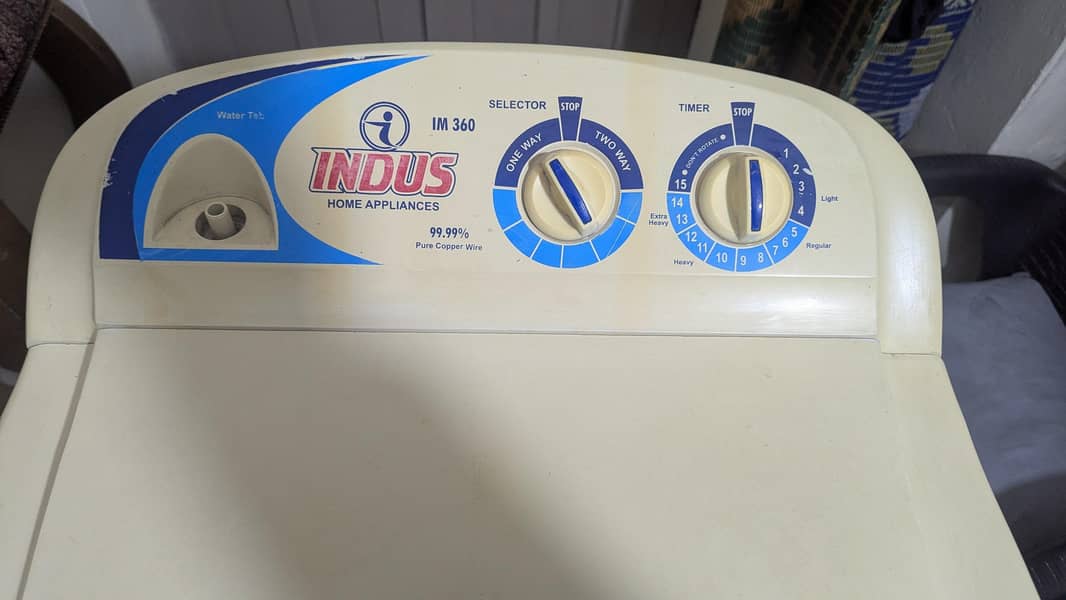 Water Tab
IM 360
INDUS
HOME APPLIANCES
99.99%
Pure Copper Wire
SELECTOR
STOP
ONE WAY
TWO WAY
TIMER
STOP
DON'T ROTATE
1
2
3
4
5
6
7
8
9
10
11
12
13
14
15
Light
Regular
Heavy
Extra
Heavy